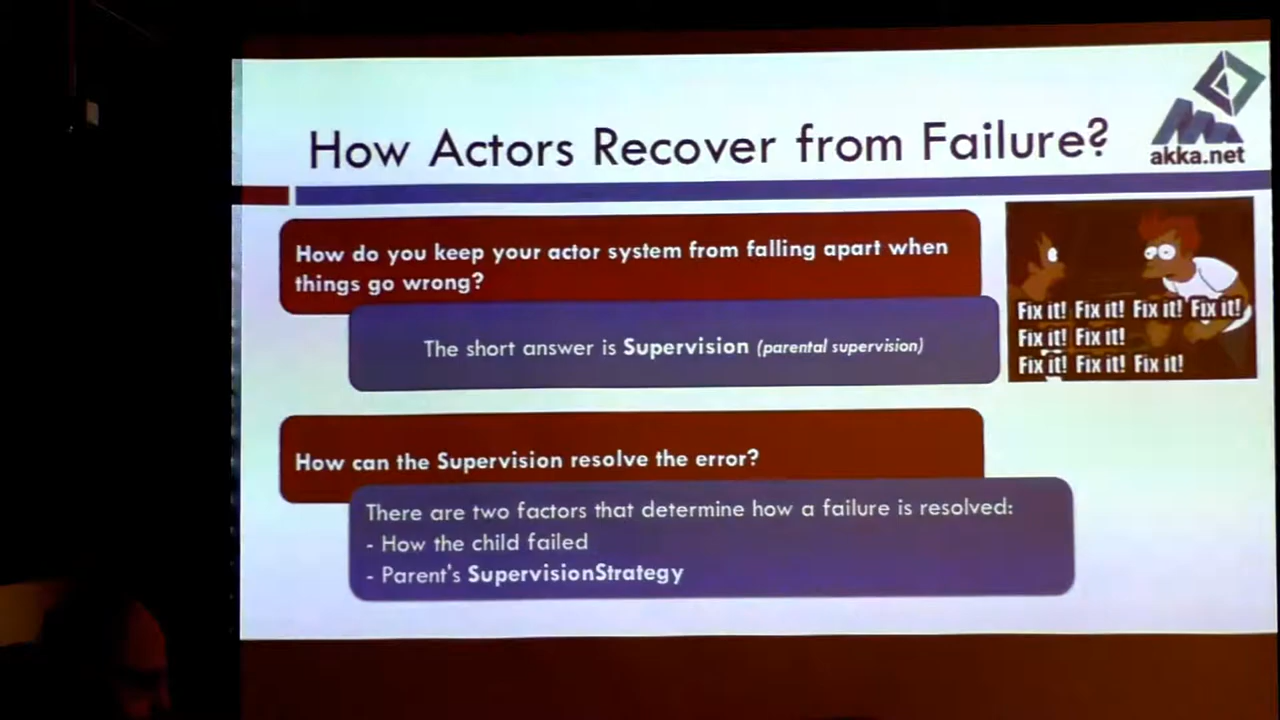 How Actors Recover from Failure?
akka.net
How do you keep your actor system from falling apart when
things go wrong?
The short answer is Supervision (parental supervision)
Fix it! Fix it! Fix it! Fix it!
Fix it! Fix it!
Fix it! Fix it! Fix it!
How can the Supervision resolve the error?
There are two factors that determine how a failure is resolved:
- How the child failed
- Parent's SupervisionStrategy